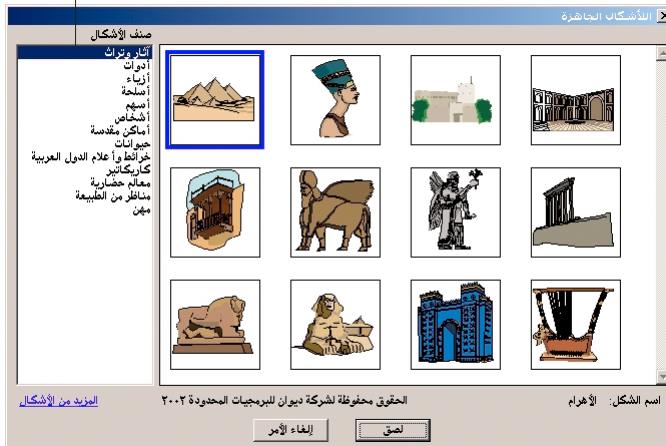 الأشكال الجاهزة
صنف الأشكال
آثار وتراث
أدوات
أزياء
أسلحة
أسهم
أشخاص
أماكن مقدسة
حيوانات
خرائط وأعلام الدول العربية
كاريكاتير
معالم حضارية
مناظر من الطبيعة
مهن
اسم الشكل: الأهرام
الحقوق محفوظة لشركة ديوان للبرمجيات المحدودة ٢٠٠٢
المزيد من الأشكال
لصق
إلغاء الأمر